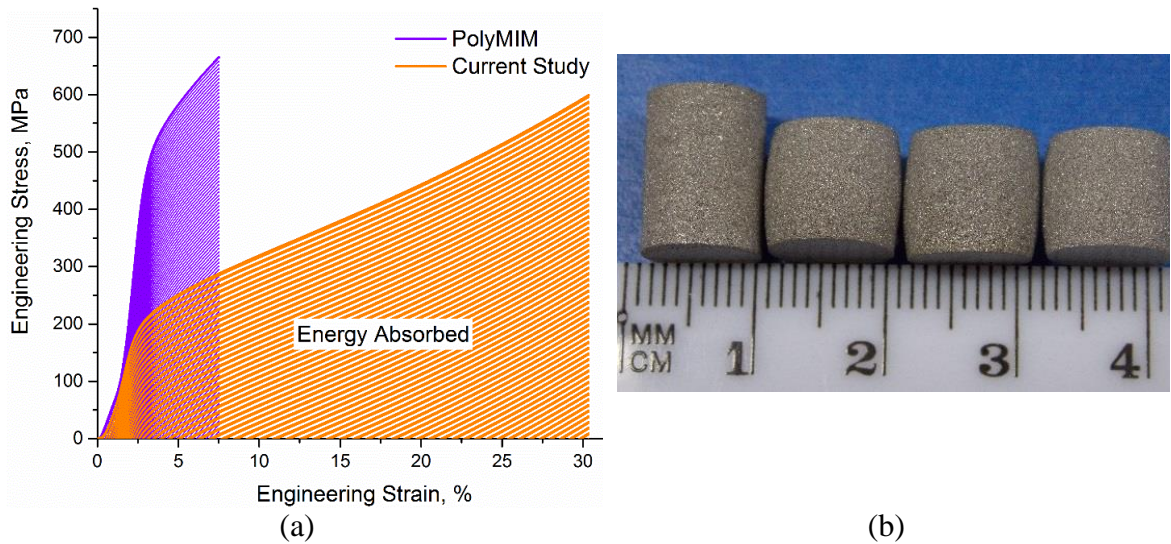 750
700
600
500
400
300
200
100
0
0
5
10
15
20
25
30
Engineering Stress, MPa
Engineering Strain, %
PolyMIM
Current Study
Energy Absorbed
MM
CM
1
2
3
4
(a)
(b)